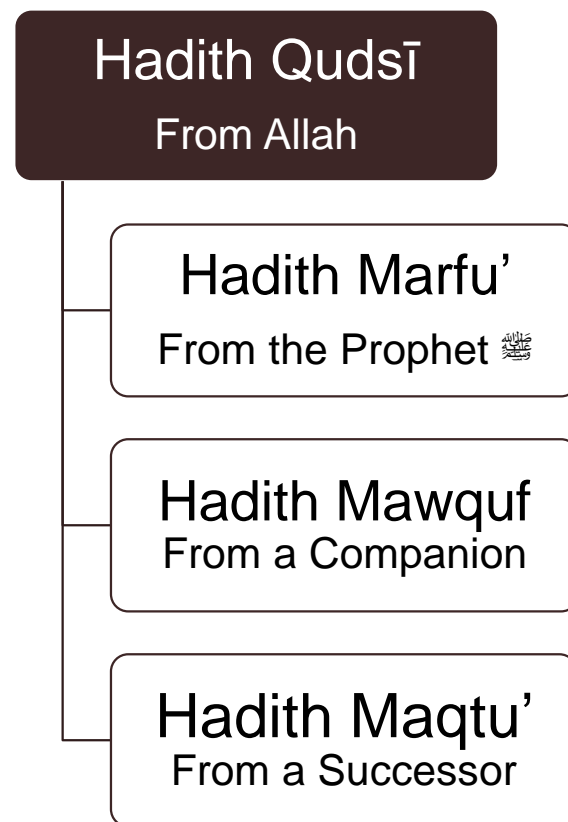 Hadith Qudsī
From Allah
Hadith Marfu’
From the Prophet ﷺ
Hadith Mawquf
From a Companion
Hadith Maqtu’
From a Successor